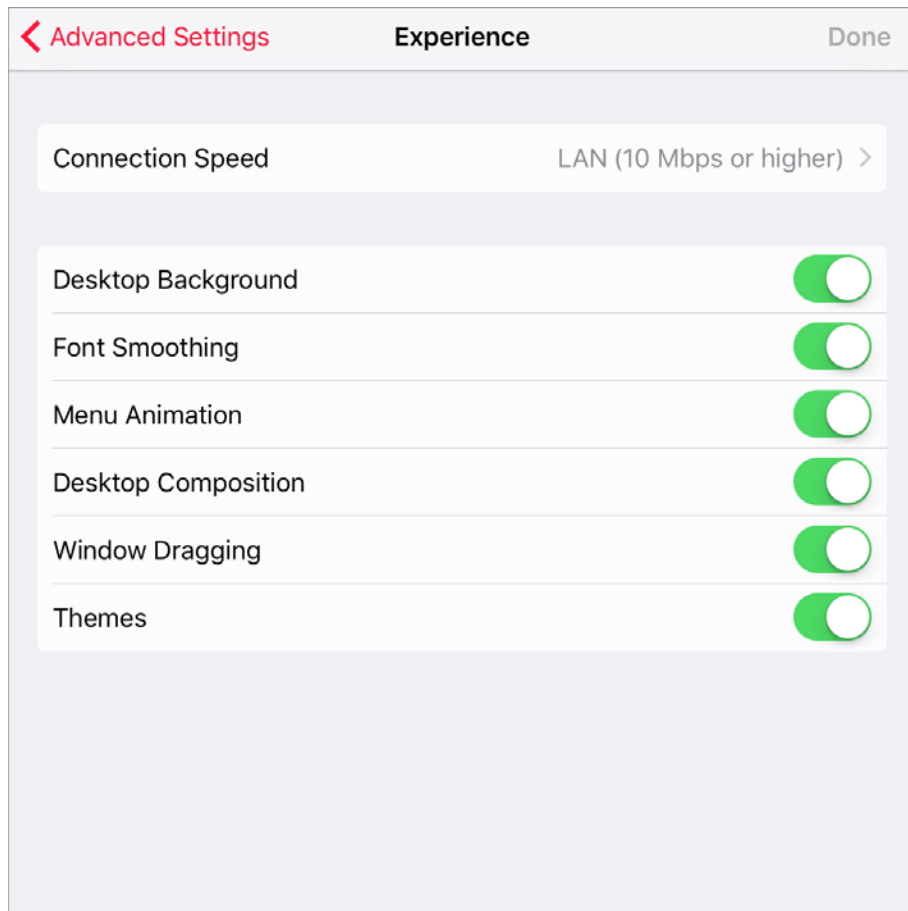 Advanced Settings Experience Done
Connection Speed LAN (10 Mbps or higher)
Desktop Background
Font Smoothing
Menu Animation
Desktop Composition
Window Dragging
Themes